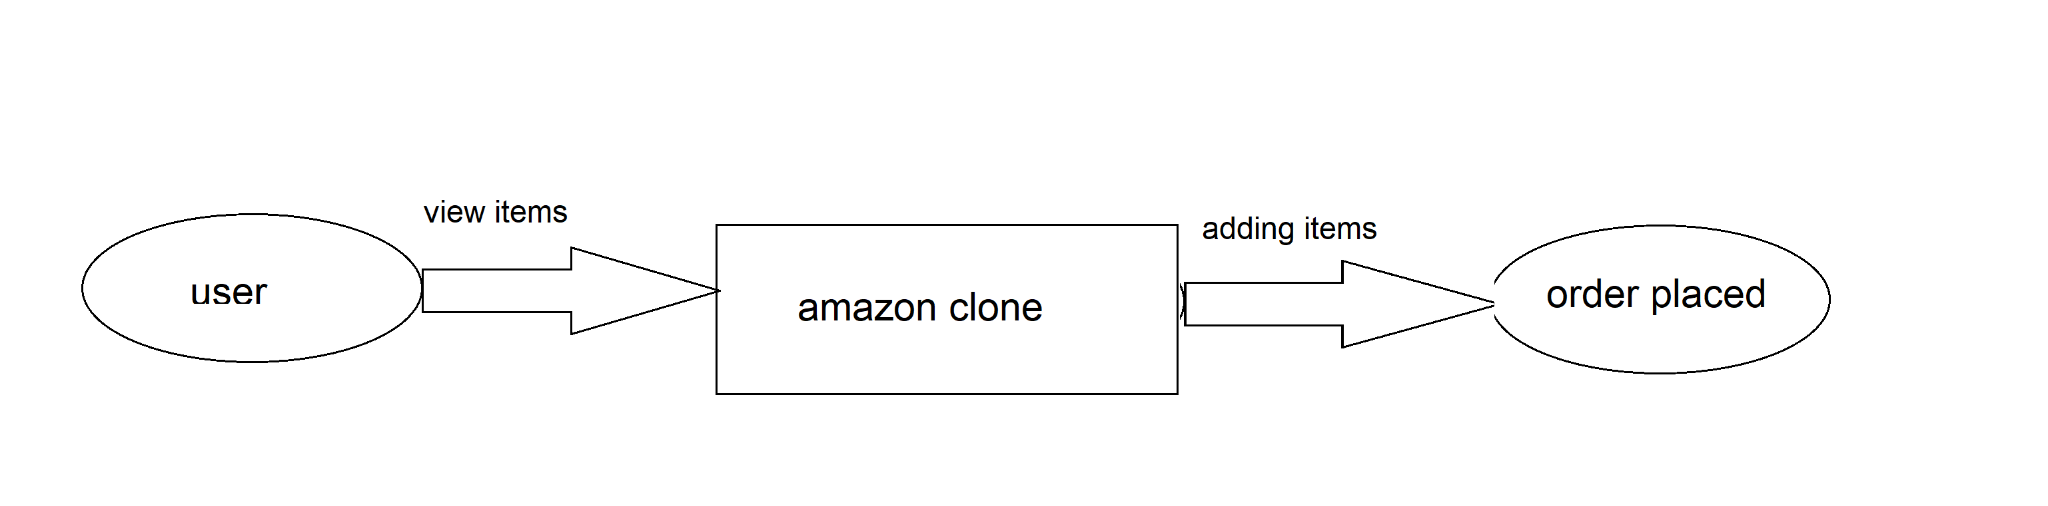 view items
adding items
user
amazon clone
order placed